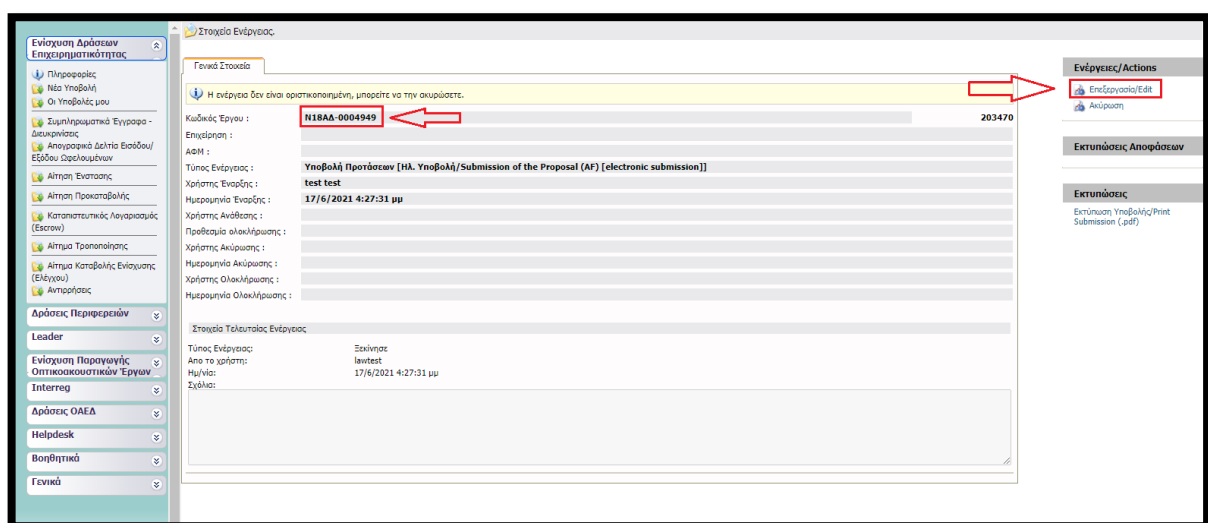 Ενίσχυση Δράσεων
Επιχειρηματικότητας
Πληροφορίες
Νέα Υποβολή
Οι Υποβολές μου
Συμπληρωματικά Έγγραφα -
Διευκρινίσεις
Απογραφικά Δελτία Εισόδου/
Εξόδου Ωφελουμένων
Αίτηση Ένστασης
Αίτηση Προκαταβολής
Καταπιστευτικός Λογαριασμός
(Escrow)
Αίτημα Τροποποίησης
Αίτημα Καταβολής Ενίσχυσης
(Ελέγχου)
Αντιρρήσεις
Δράσεις Περιφερειών
Leader
Ενίσχυση Παραγωγής
Οπτικοακουστικών Έργων
Interreg
Δράσεις ΟΑΕΔ
Helpdesk
Βοηθητικά
Γενικά
Στοιχεία Ενέργειας.
Γενικά Στοιχεία
Η ενέργεια δεν είναι οριστικοποιημένη, μπορείτε να την ακυρώσετε.
Κωδικός Έργου : Ν18ΑΔ-0004949 203470
Επιχείρηση :
ΑΦΜ :
Τύπος Ενέργειας : Υποβολή Προτάσεων [Ηλ. Υποβολή/Submission of the Proposal (AF) [electronic submission]]
Χρήστης Έναρξης : test test
Ημερομηνία Έναρξης : 17/6/2021 4:27:31 μμ
Χρήστης Ανάθεσης :
Προθεσμία ολοκλήρωσης :
Χρήστης Ακύρωσης :
Ημερομηνία Ακύρωσης :
Χρήστης Ολοκλήρωσης :
Ημερομηνία Ολοκλήρωσης :
Στοιχεία Τελευταίας Ενέργειας
Τύπος Ενέργειας: Ξεκίνησε
Απο το χρήστη: lawtest
Ημ/νία: 17/6/2021 4:27:31 μμ
Σχόλια:
Ενέργειες/Actions
Επεξεργασία/Edit
Ακύρωση
Εκτυπώσεις Αποφάσεων
Εκτυπώσεις
Εκτύπωση Υποβολής/Print
Submission (.pdf)